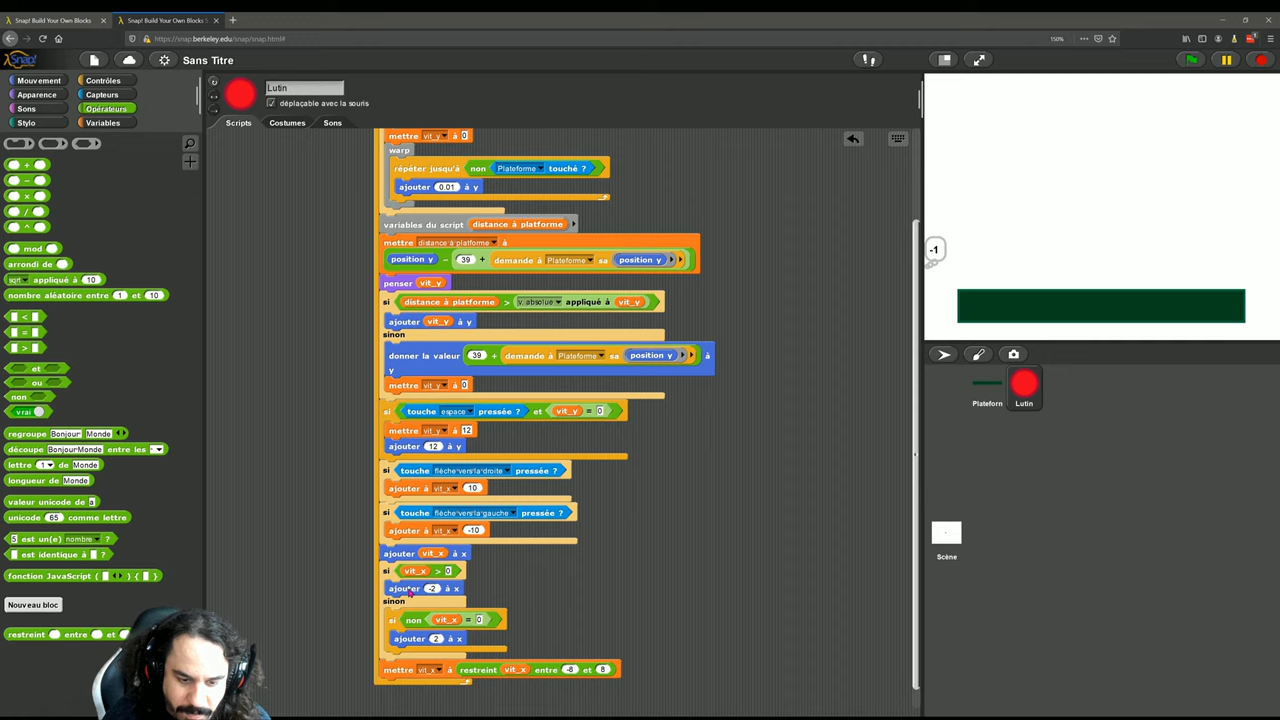 Snap! Build Your Own Blocks
Snap! Build Your Own Blocks
https://snap.berkeley.edu/snap/snap.html#
150%
Sans Titre
Mouvement
Contrôles
Apparence
Capteurs
Sons
Opérateurs
Stylo
Variables
Lutin
déplaçable avec la souris
Scripts
Costumes
Sons
+
−
×
/
^
mod
arrondi de
sqrt appliqué à 10
nombre aléatoire entre 1 et 10
<
=
>
et
ou
non
vrai
regroupe Bonjour Monde
découpe Bonjour Monde entre les
lettre 1 de Monde
longueur de Monde
valeur unicode de a
unicode 65 comme lettre
5 est un(e) nombre ?
est identique à ?
fonction JavaScript ( ) { }
Nouveau bloc
restreint entre et
mettre vit_y à 0
warp
répéter jusqu'à non Plateforme touché ?
ajouter 0.01 à y
variables du script distance à platforme
mettre distance à platforme à
position y − 39 + demande à Plateforme sa position y
penser vit_y
si distance à platforme > v. absolue appliqué à vit_y
ajouter vit_y à y
sinon
donner la valeur 39 + demande à Plateforme sa position y à
y
mettre vit_y à 0
si touche espace pressée ? et vit_y = 0
mettre vit_y à 12
ajouter 12 à y
si touche flèche vers la droite pressée ?
ajouter à vit_x 10
si touche flèche vers la gauche pressée ?
ajouter à vit_x -10
ajouter vit_x à x
si vit_x > 0
ajouter -2 à x
sinon
si non vit_x = 0
ajouter 2 à x
mettre vit_x à restreint vit_x entre -8 et 8
-1
Plateforn
Lutin
Scène